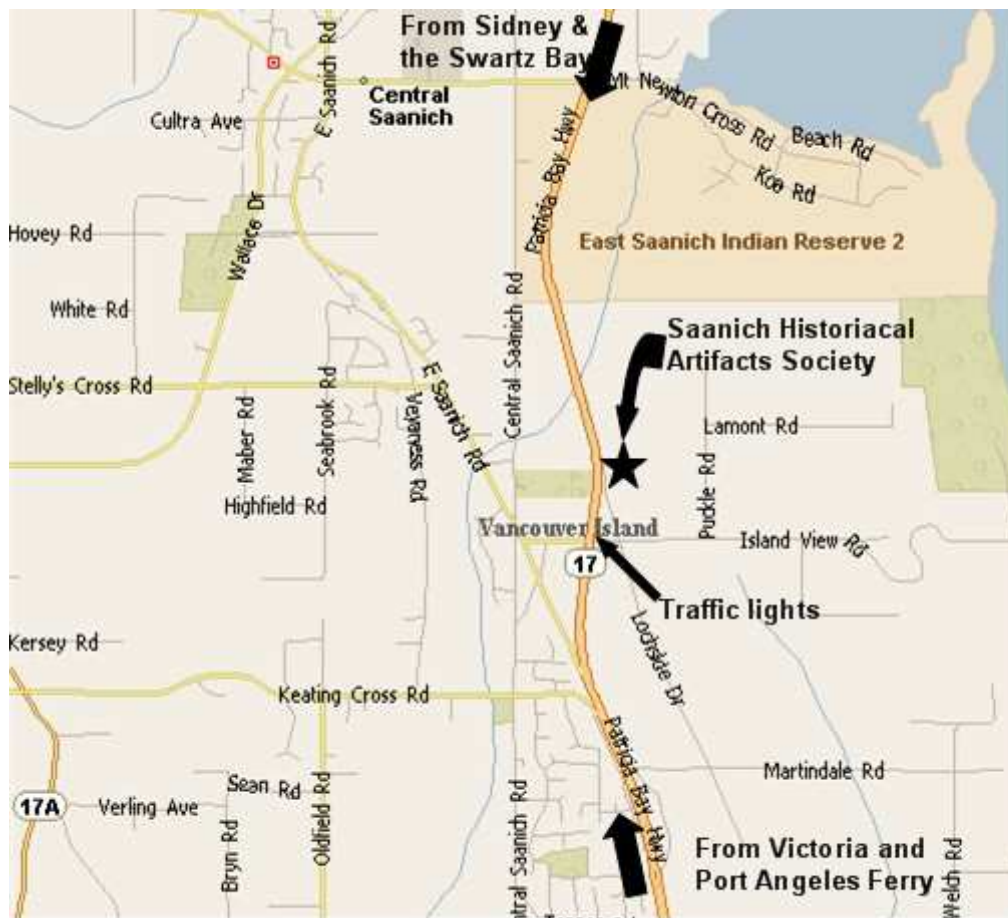 From Sidney &
the Swartz Bay
E Saanich Rd
Central
Saanich
Cultra Ave
Mt Newton Cross Rd
Beach Rd
Koe Rd
Patricia Bay Hwy
Hovey Rd
Wallace Dr
East Saanich Indian Reserve 2
White Rd
Central Saanich Rd
Saanich Historiacal
Artifacts Society
Stelly's Cross Rd
E Saanich Rd
Maber Rd
Seabrook Rd
Veyaness Rd
Lamont Rd
Puckle Rd
Highfield Rd
Vancouver Island
Island View Rd
17
Traffic lights
Lochside Dr
Kersey Rd
Keating Cross Rd
Patricia Bay Hwy
Martindale Rd
Sean Rd
17A
Verling Ave
Bryn Rd
Oldfield Rd
ntral Saanich Rd
From Victoria and
Port Angeles Ferry
Welch Rd